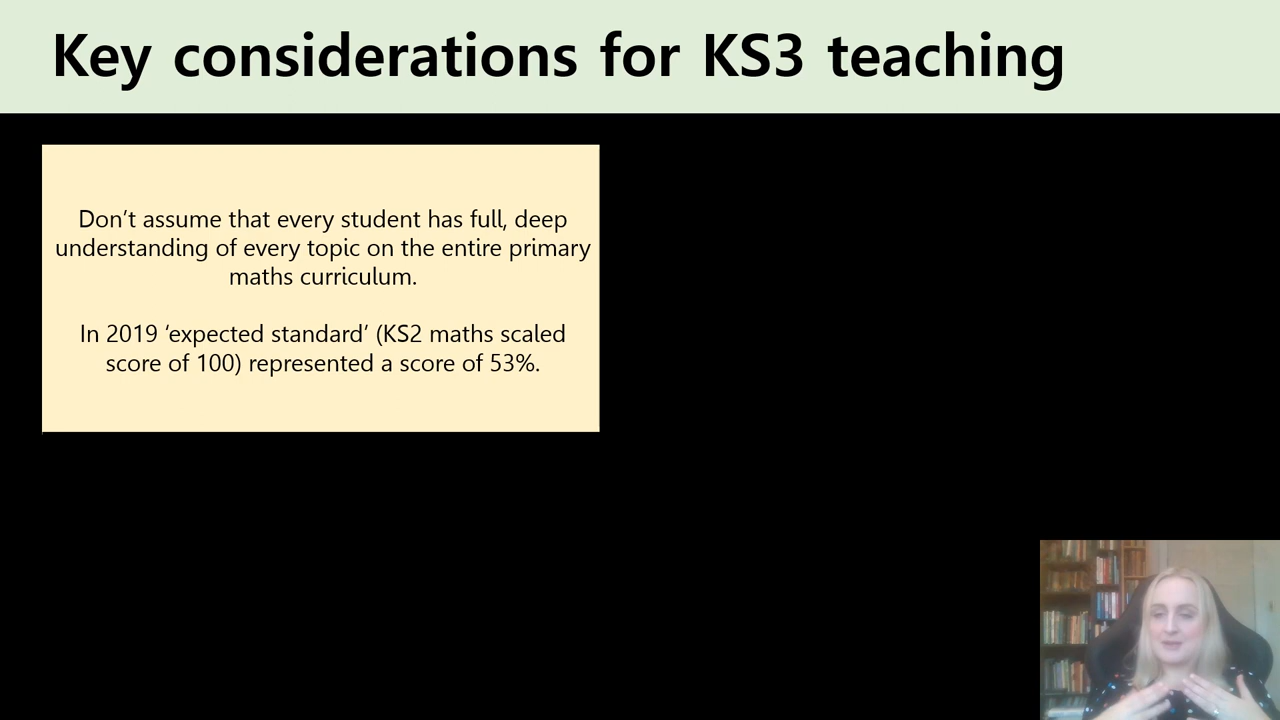 Key considerations for KS3 teaching
Don’t assume that every student has full, deep
understanding of every topic on the entire primary
maths curriculum.
In 2019 ‘expected standard’ (KS2 maths scaled
score of 100) represented a score of 53%.